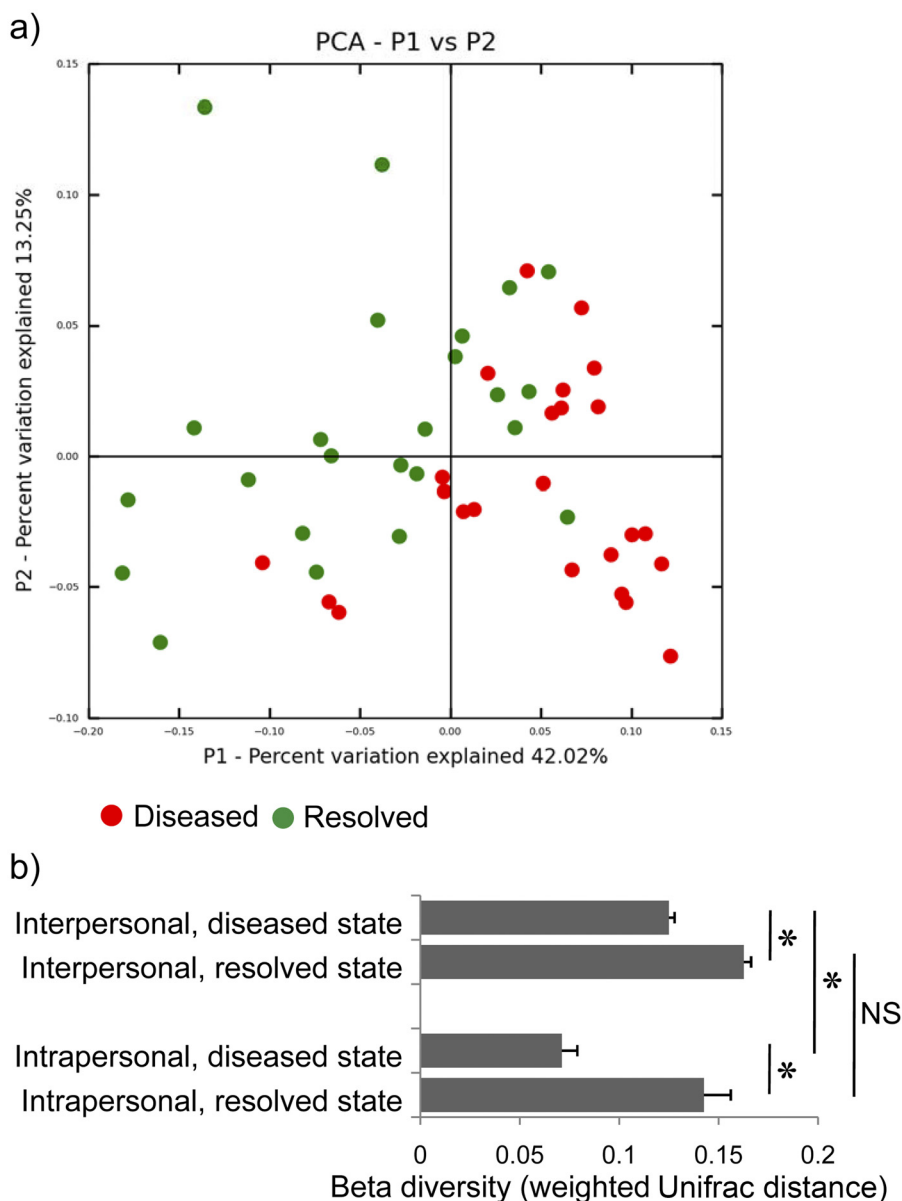 a)
PCA - P1 vs P2
P2 - Percent variation explained 13.25%
0.15
0.10
0.05
0.00
−0.05
−0.10
−0.20 −0.15 −0.10 −0.05 0.00 0.05 0.10 0.15
P1 - Percent variation explained 42.02%
Diseased Resolved
b)
Interpersonal, diseased state
Interpersonal, resolved state
Intrapersonal, diseased state
Intrapersonal, resolved state
*
*
*
NS
0 0.05 0.1 0.15 0.2
Beta diversity (weighted Unifrac distance)